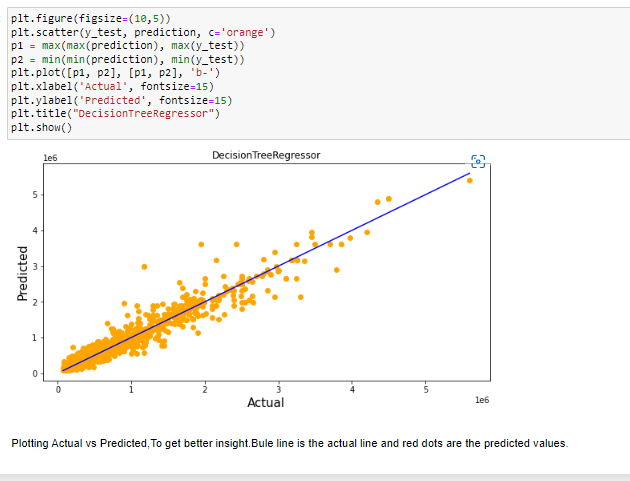 plt.figure(figsize=(10,5))
plt.scatter(y_test, prediction, c='orange')
p1 = max(max(prediction), max(y_test))
p2 = min(min(prediction), min(y_test))
plt.plot([p1, p2], [p1, p2], 'b-')
plt.xlabel('Actual', fontsize=15)
plt.ylabel('Predicted', fontsize=15)
plt.title("DecisionTreeRegressor")
plt.show()
1e6
DecisionTreeRegressor
5
4
3
2
1
0
Predicted
0 1 2 3 4 5
Actual
1e6
Plotting Actual vs Predicted,To get better insight.Bule line is the actual line and red dots are the predicted values.